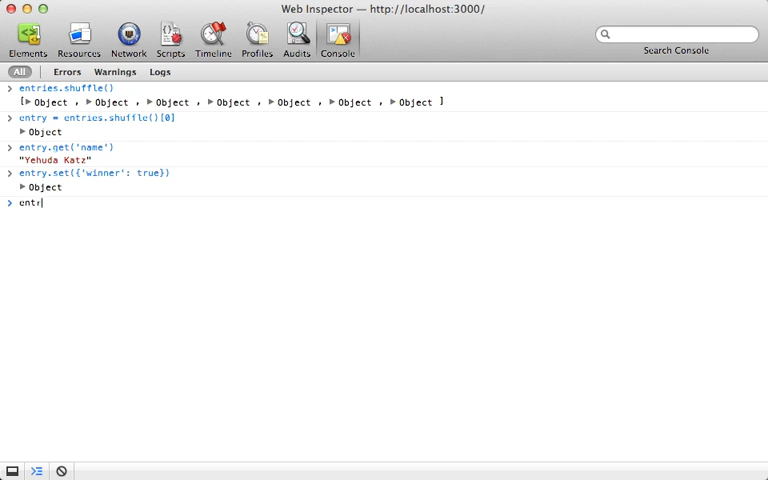 Web Inspector — http://localhost:3000/
Elements Resources Network Scripts Timeline Profiles Audits Console
Search Console
All Errors Warnings Logs
entries.shuffle()
[▶Object , ▶Object , ▶Object , ▶Object , ▶Object , ▶Object , ▶Object ]
entry = entries.shuffle()[0]
▶Object
entry.get('name')
"Yehuda Katz"
entry.set({'winner': true})
▶Object
entr